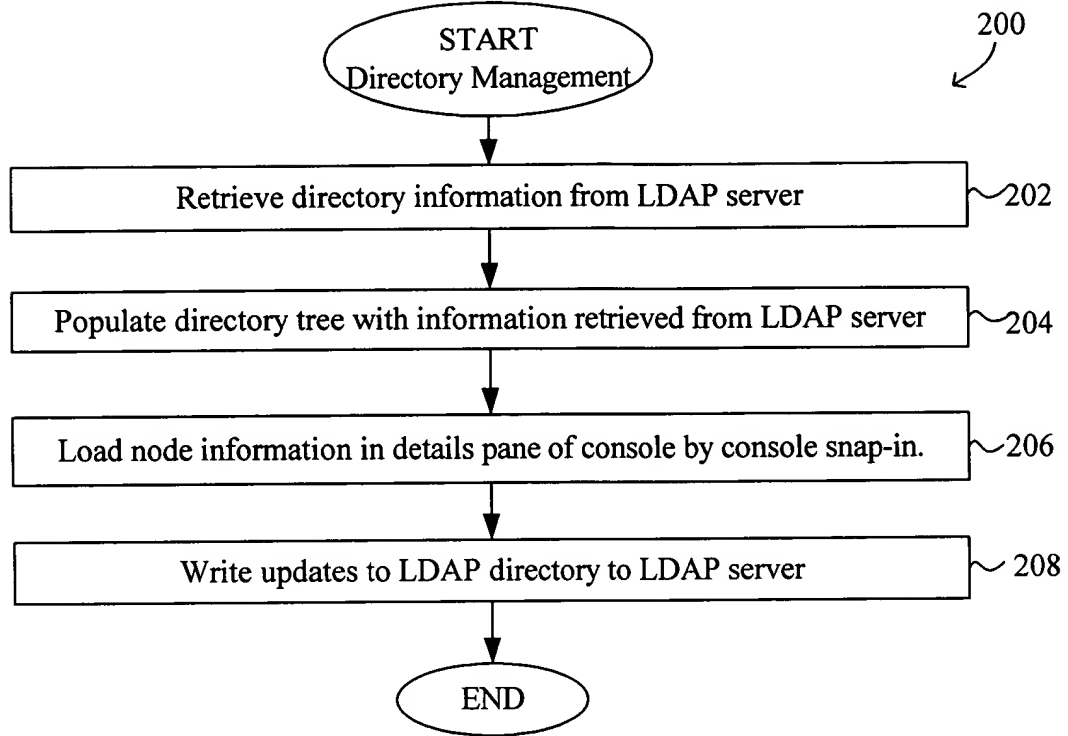 START
Directory Management
200
Retrieve directory information from LDAP server
202
Populate directory tree with information retrieved from LDAP server
204
Load node information in details pane of console by console snap-in.
206
Write updates to LDAP directory to LDAP server
208
END